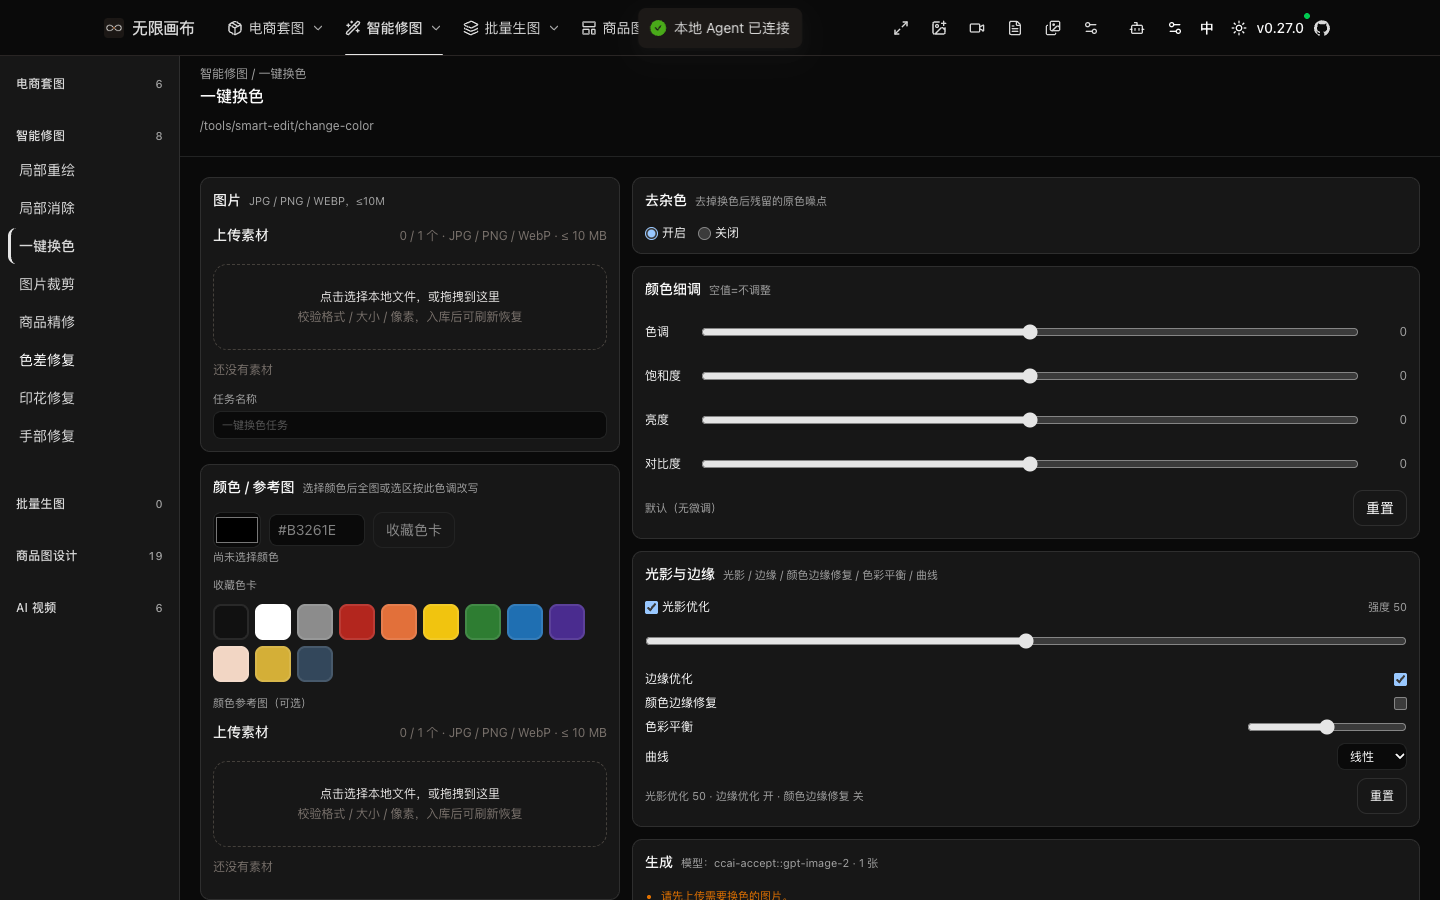 无限画布
电商套图
智能修图
批量生图
商品图
本地 Agent 已连接
中
v0.27.0
电商套图 6
智能修图 8
局部重绘
局部消除
一键换色
图片裁剪
商品精修
色差修复
印花修复
手部修复
批量生图 0
商品图设计 19
AI 视频 6
智能修图 / 一键换色
一键换色
/tools/smart-edit/change-color
图片 JPG / PNG / WEBP，≤10M
上传素材 0 / 1 个 · JPG / PNG / WebP · ≤ 10 MB
点击选择本地文件，或拖拽到这里
校验格式 / 大小 / 像素，入库后可刷新恢复
还没有素材
任务名称
一键换色任务
颜色 / 参考图 选择颜色后全图或选区按此色调改写
#B3261E 收藏色卡
尚未选择颜色
收藏色卡
颜色参考图（可选）
上传素材 0 / 1 个 · JPG / PNG / WebP · ≤ 10 MB
点击选择本地文件，或拖拽到这里
校验格式 / 大小 / 像素，入库后可刷新恢复
还没有素材
去杂色 去掉换色后残留的原色噪点
开启 关闭
颜色细调 空值=不调整
色调 0
饱和度 0
亮度 0
对比度 0
默认（无微调） 重置
光影与边缘 光影 / 边缘 / 颜色边缘修复 / 色彩平衡 / 曲线
光影优化 强度 50
边缘优化
颜色边缘修复
色彩平衡
曲线 线性
光影优化 50 · 边缘优化 开 · 颜色边缘修复 关 重置
生成 模型：ccai-accept::gpt-image-2 · 1 张
请先上传需要换色的图片。